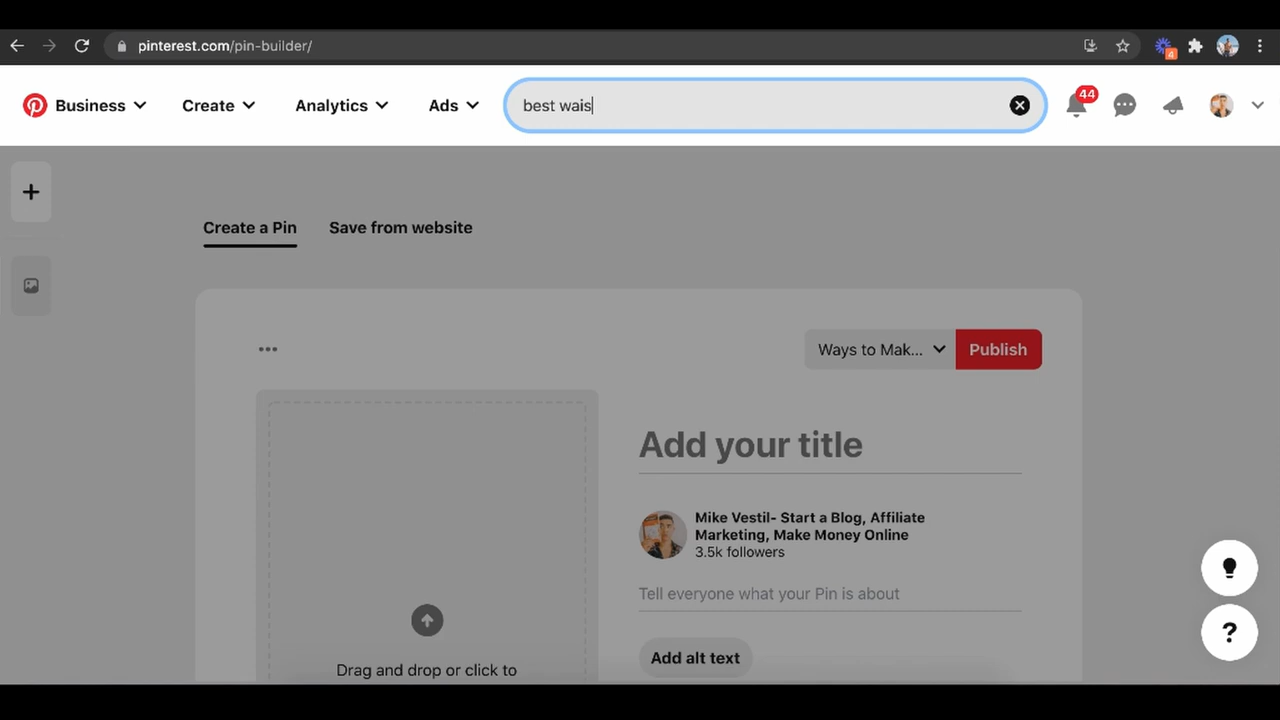 pinterest.com/pin-builder/
4
Business
Create
Analytics
Ads
best wais
44
Create a Pin
Save from website
Ways to Mak...
Publish
Add your title
Mike Vestil- Start a Blog, Affiliate
Marketing, Make Money Online
3.5k followers
Tell everyone what your Pin is about
Add alt text
Drag and drop or click to
?